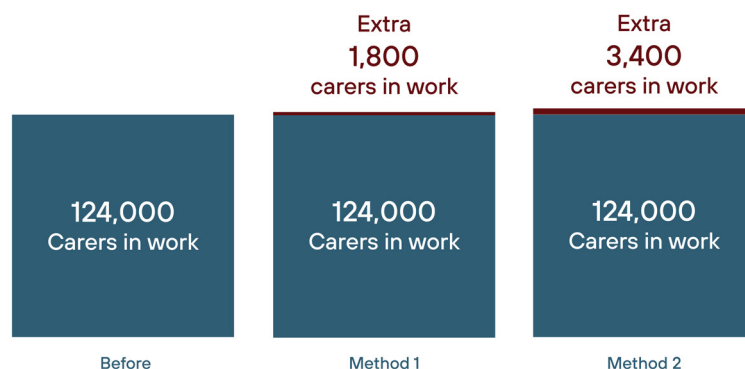 Extra
1,800
carers in work
Extra
3,400
carers in work
124,000
Carers in work
124,000
Carers in work
124,000
Carers in work
Before
Method 1
Method 2